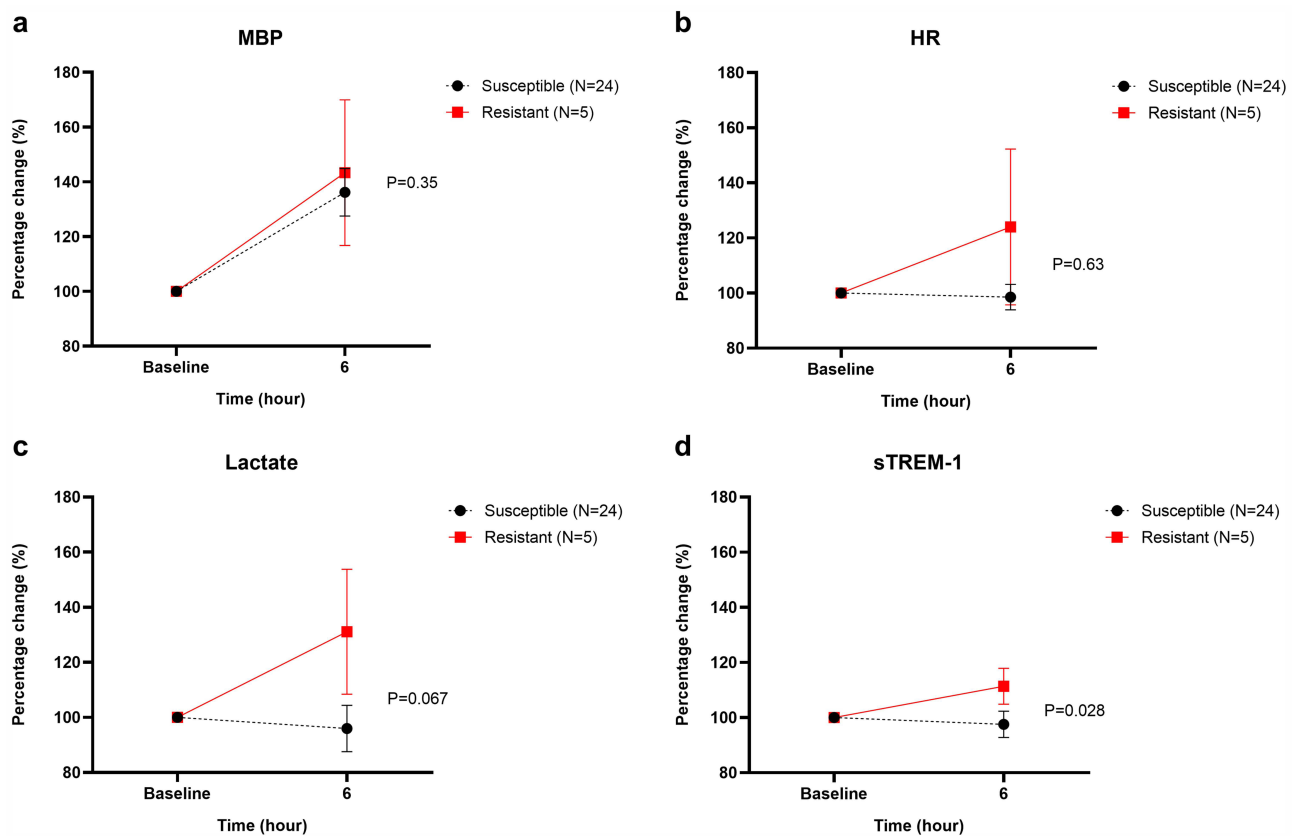 a
MBP
Percentage change (%)
180
160
140
120
100
80
Susceptible (N=24)
Resistant (N=5)
P=0.35
Baseline
6
Time (hour)
b
HR
Percentage change (%)
180
160
140
120
100
80
Susceptible (N=24)
Resistant (N=5)
P=0.63
Baseline
6
Time (hour)
c
Lactate
Percentage change (%)
180
160
140
120
100
80
Susceptible (N=24)
Resistant (N=5)
P=0.067
Baseline
6
Time (hour)
d
sTREM-1
Percentage change (%)
180
160
140
120
100
80
Susceptible (N=24)
Resistant (N=5)
P=0.028
Baseline
6
Time (hour)